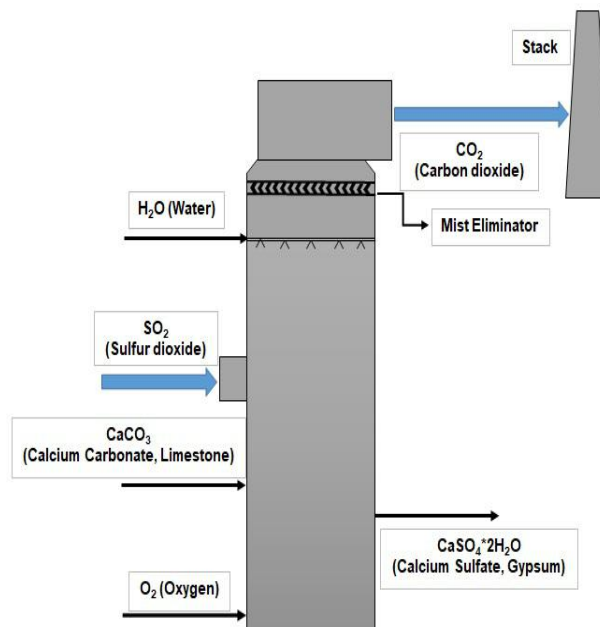 Stack
CO₂
(Carbon dioxide)
H₂O (Water)
Mist Eliminator
SO₂
(Sulfur dioxide)
CaCO₃
(Calcium Carbonate, Limestone)
CaSO₄*2H₂O
(Calcium Sulfate, Gypsum)
O₂ (Oxygen)